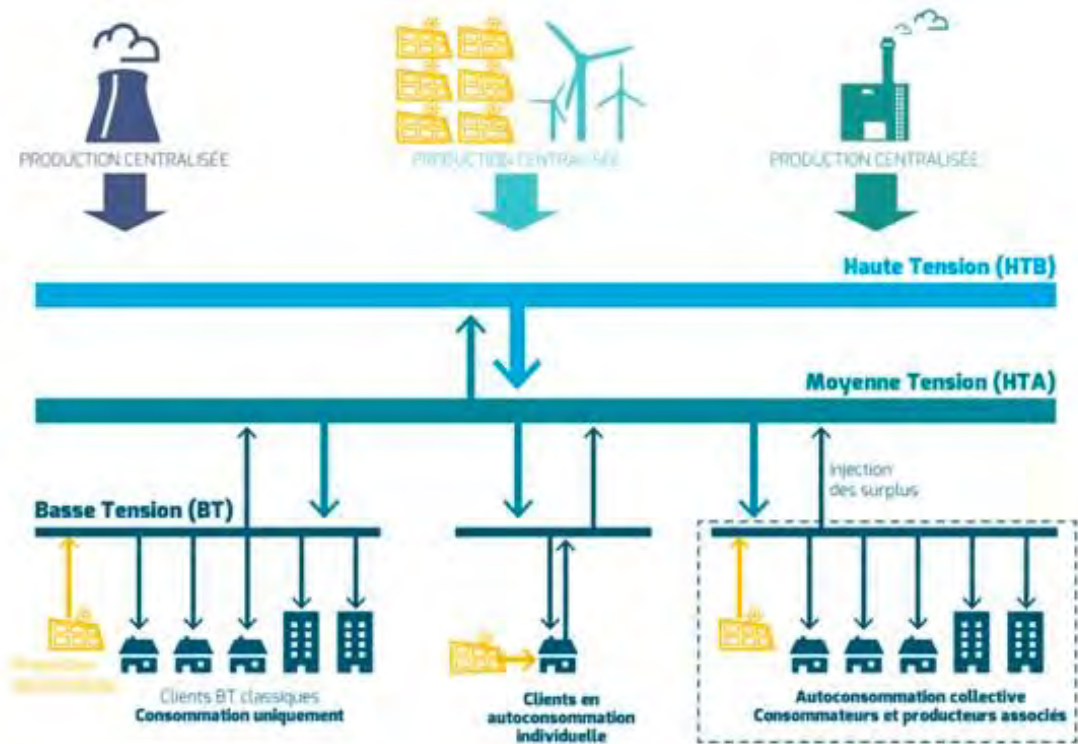 PRODUCTION CENTRALISÉE
PRODUCTION CENTRALISÉE
PRODUCTION CENTRALISÉE
Haute Tension (HTB)
Moyenne Tension (HTA)
Injection
des surplus
Basse Tension (BT)
Clients BT classiques
Consommation uniquement
Clients en
autoconsommation
individuelle
Autoconsommation collective
Consommateurs et producteurs associés